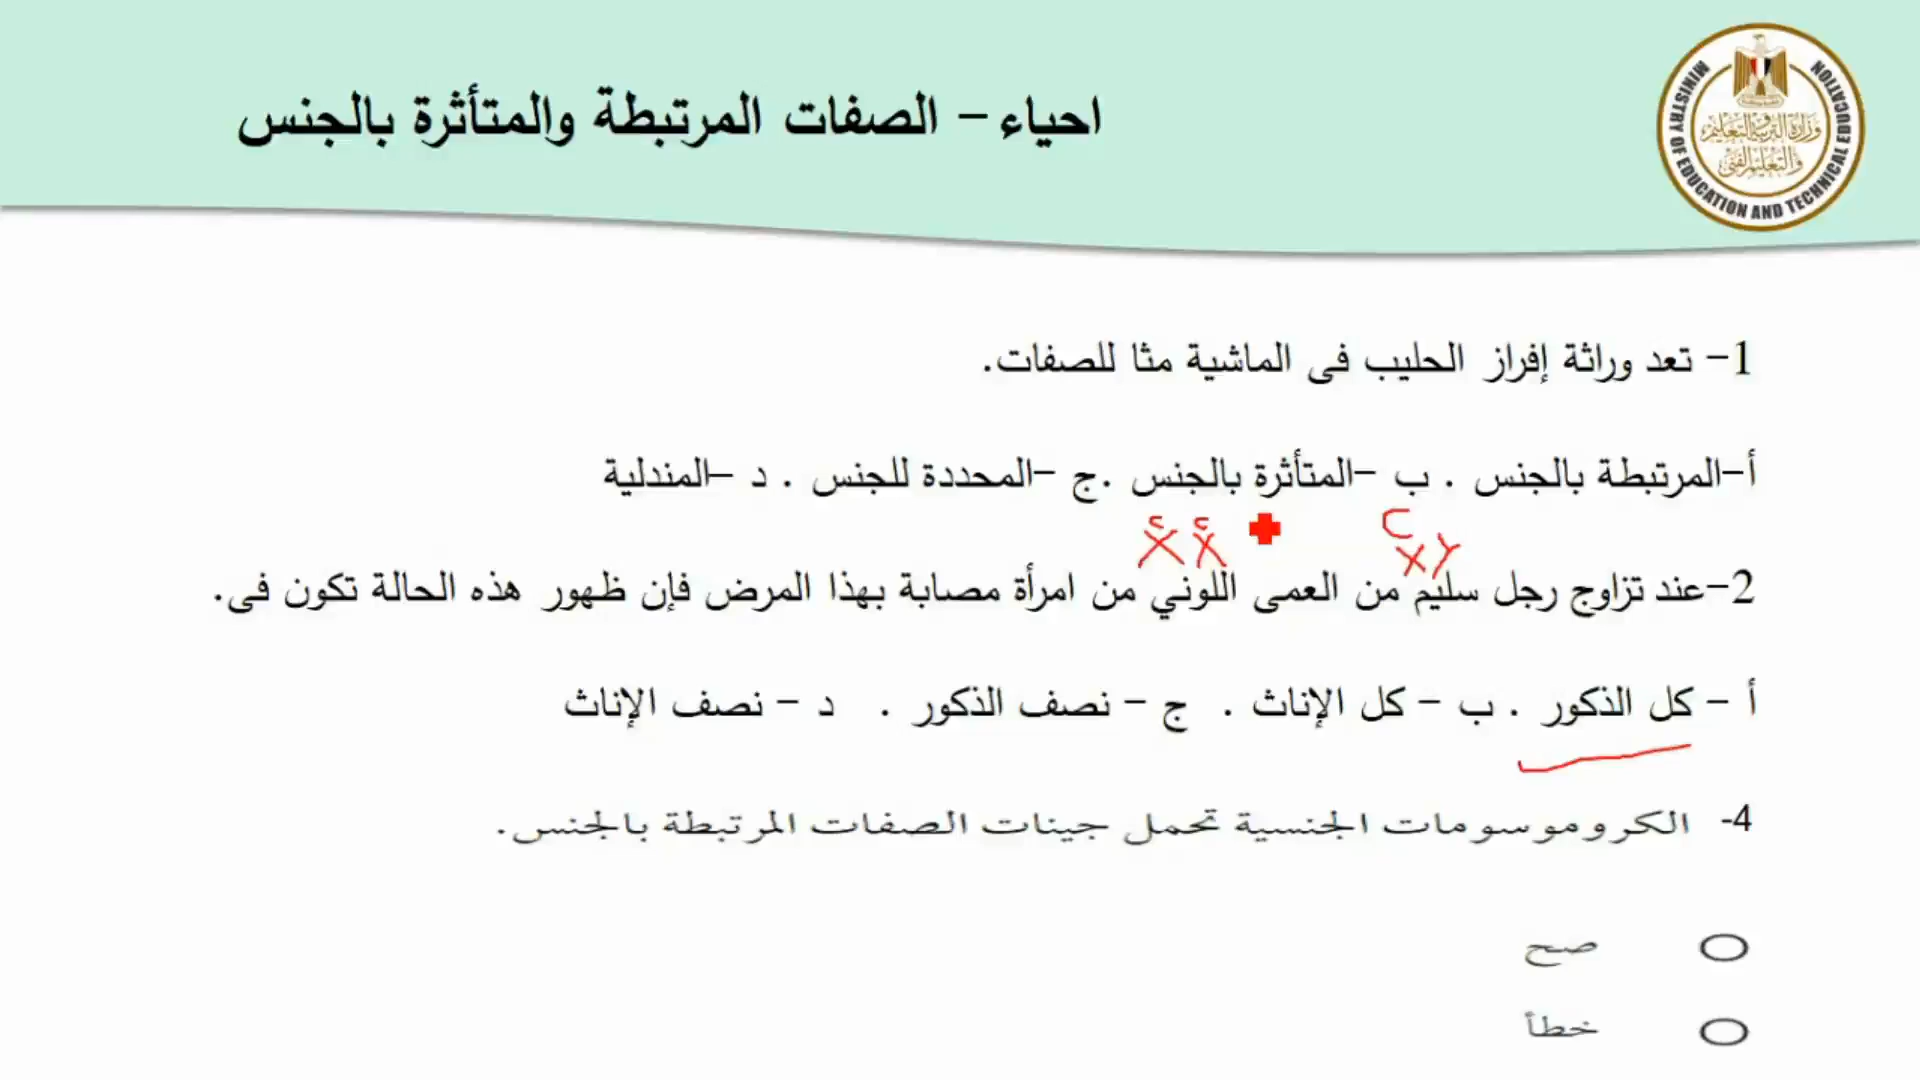 احياء – الصفات المرتبطة والمتأثرة بالجنس
MINISTRY OF EDUCATION AND TECHNICAL EDUCATION
وزارة التربية والتعليم
والتعليم الفني
1– تعد وراثة إفراز الحليب فى الماشية مثا للصفات.
أ–المرتبطة بالجنس . ب –المتأثرة بالجنس .ج –المحددة للجنس . د –المندلية
c c c
X X X Y
2–عند تزاوج رجل سليم من العمى اللوني من امرأة مصابة بهذا المرض فإن ظهور هذه الحالة تكون فى.
أ – كل الذكور . ب – كل الإناث . ج – نصف الذكور . د – نصف الإناث
4- الكروموسومات الجنسية تحمل جينات الصفات المرتبطة بالجنس.
صح
خطأ